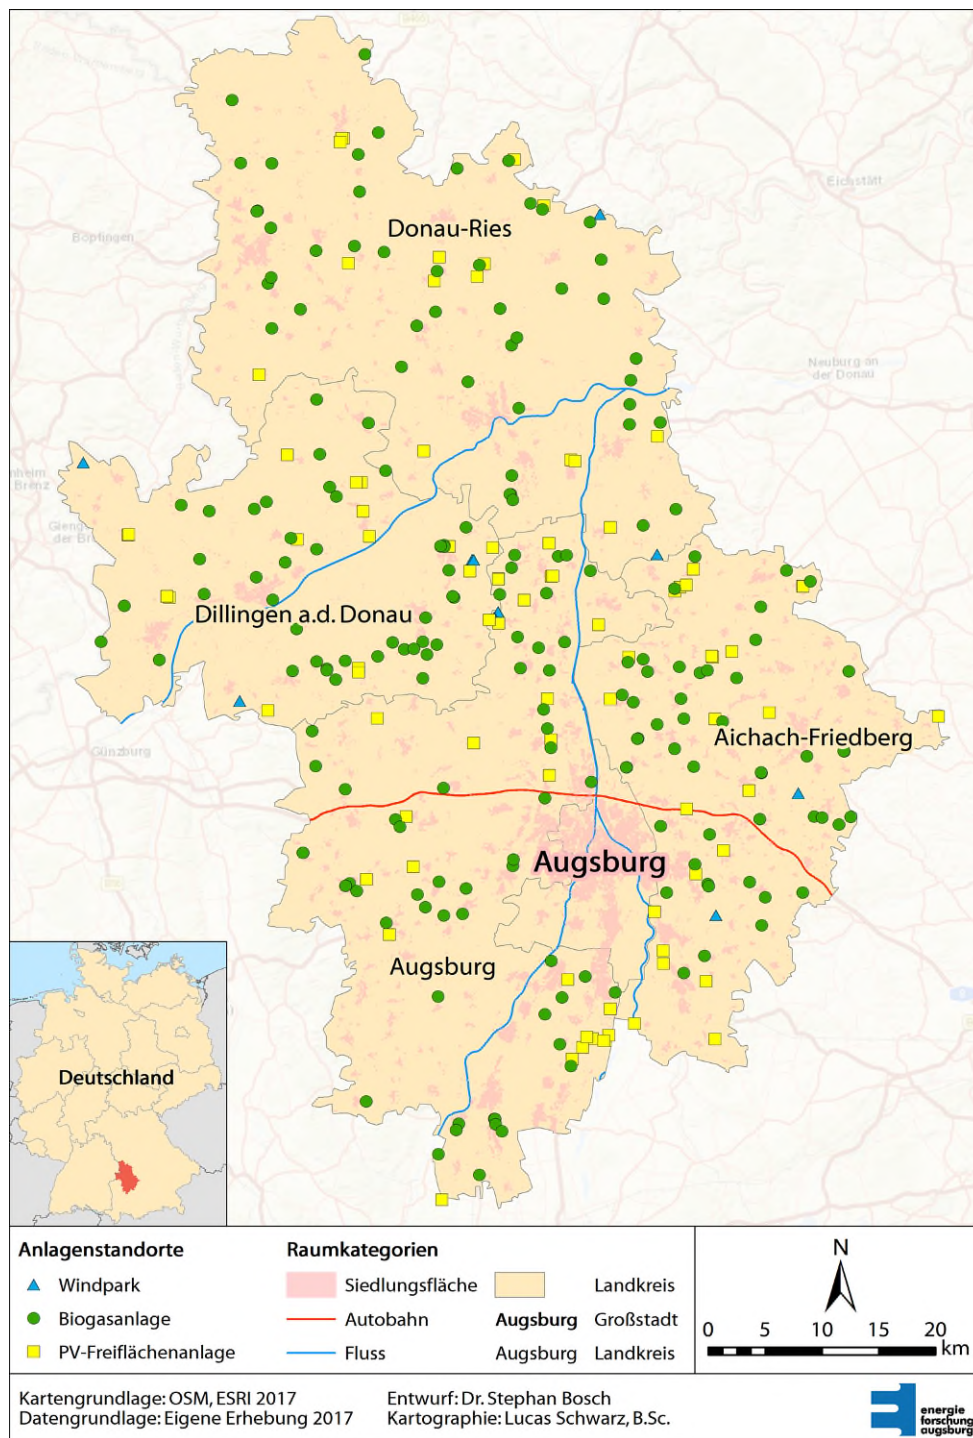 Eichstätt
Donau-Ries
Bopfingen
Neuburg an
der Donau
Brenz
Dillingen a.d. Donau
Günzburg
Aichach-Friedberg
Augsburg
Augsburg
Deutschland
Anlagenstandorte
Windpark
Biogasanlage
PV-Freiflächenanlage
Raumkategorien
Siedlungsfläche
Autobahn
Fluss
Landkreis
Augsburg Großstadt
Augsburg Landkreis
N
0 5 10 15 20
km
Kartengrundlage: OSM, ESRI 2017
Datengrundlage: Eigene Erhebung 2017
Entwurf: Dr. Stephan Bosch
Kartographie: Lucas Schwarz, B.Sc.
energie
forschung
augsburg